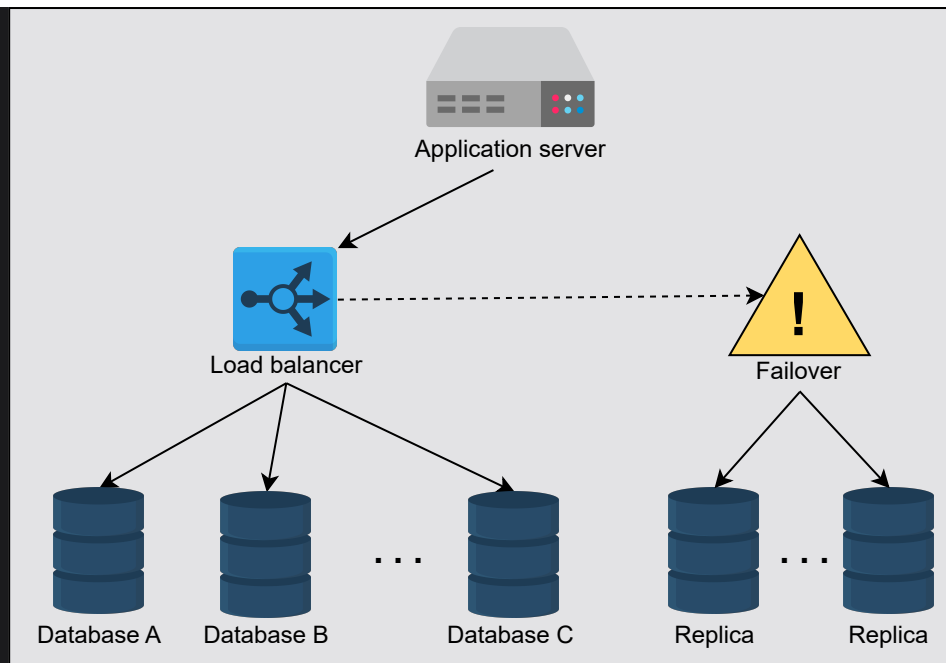 Application server
!
Load balancer
Failover
. . .
. . .
Database A
Database B
Database C
Replica
Replica